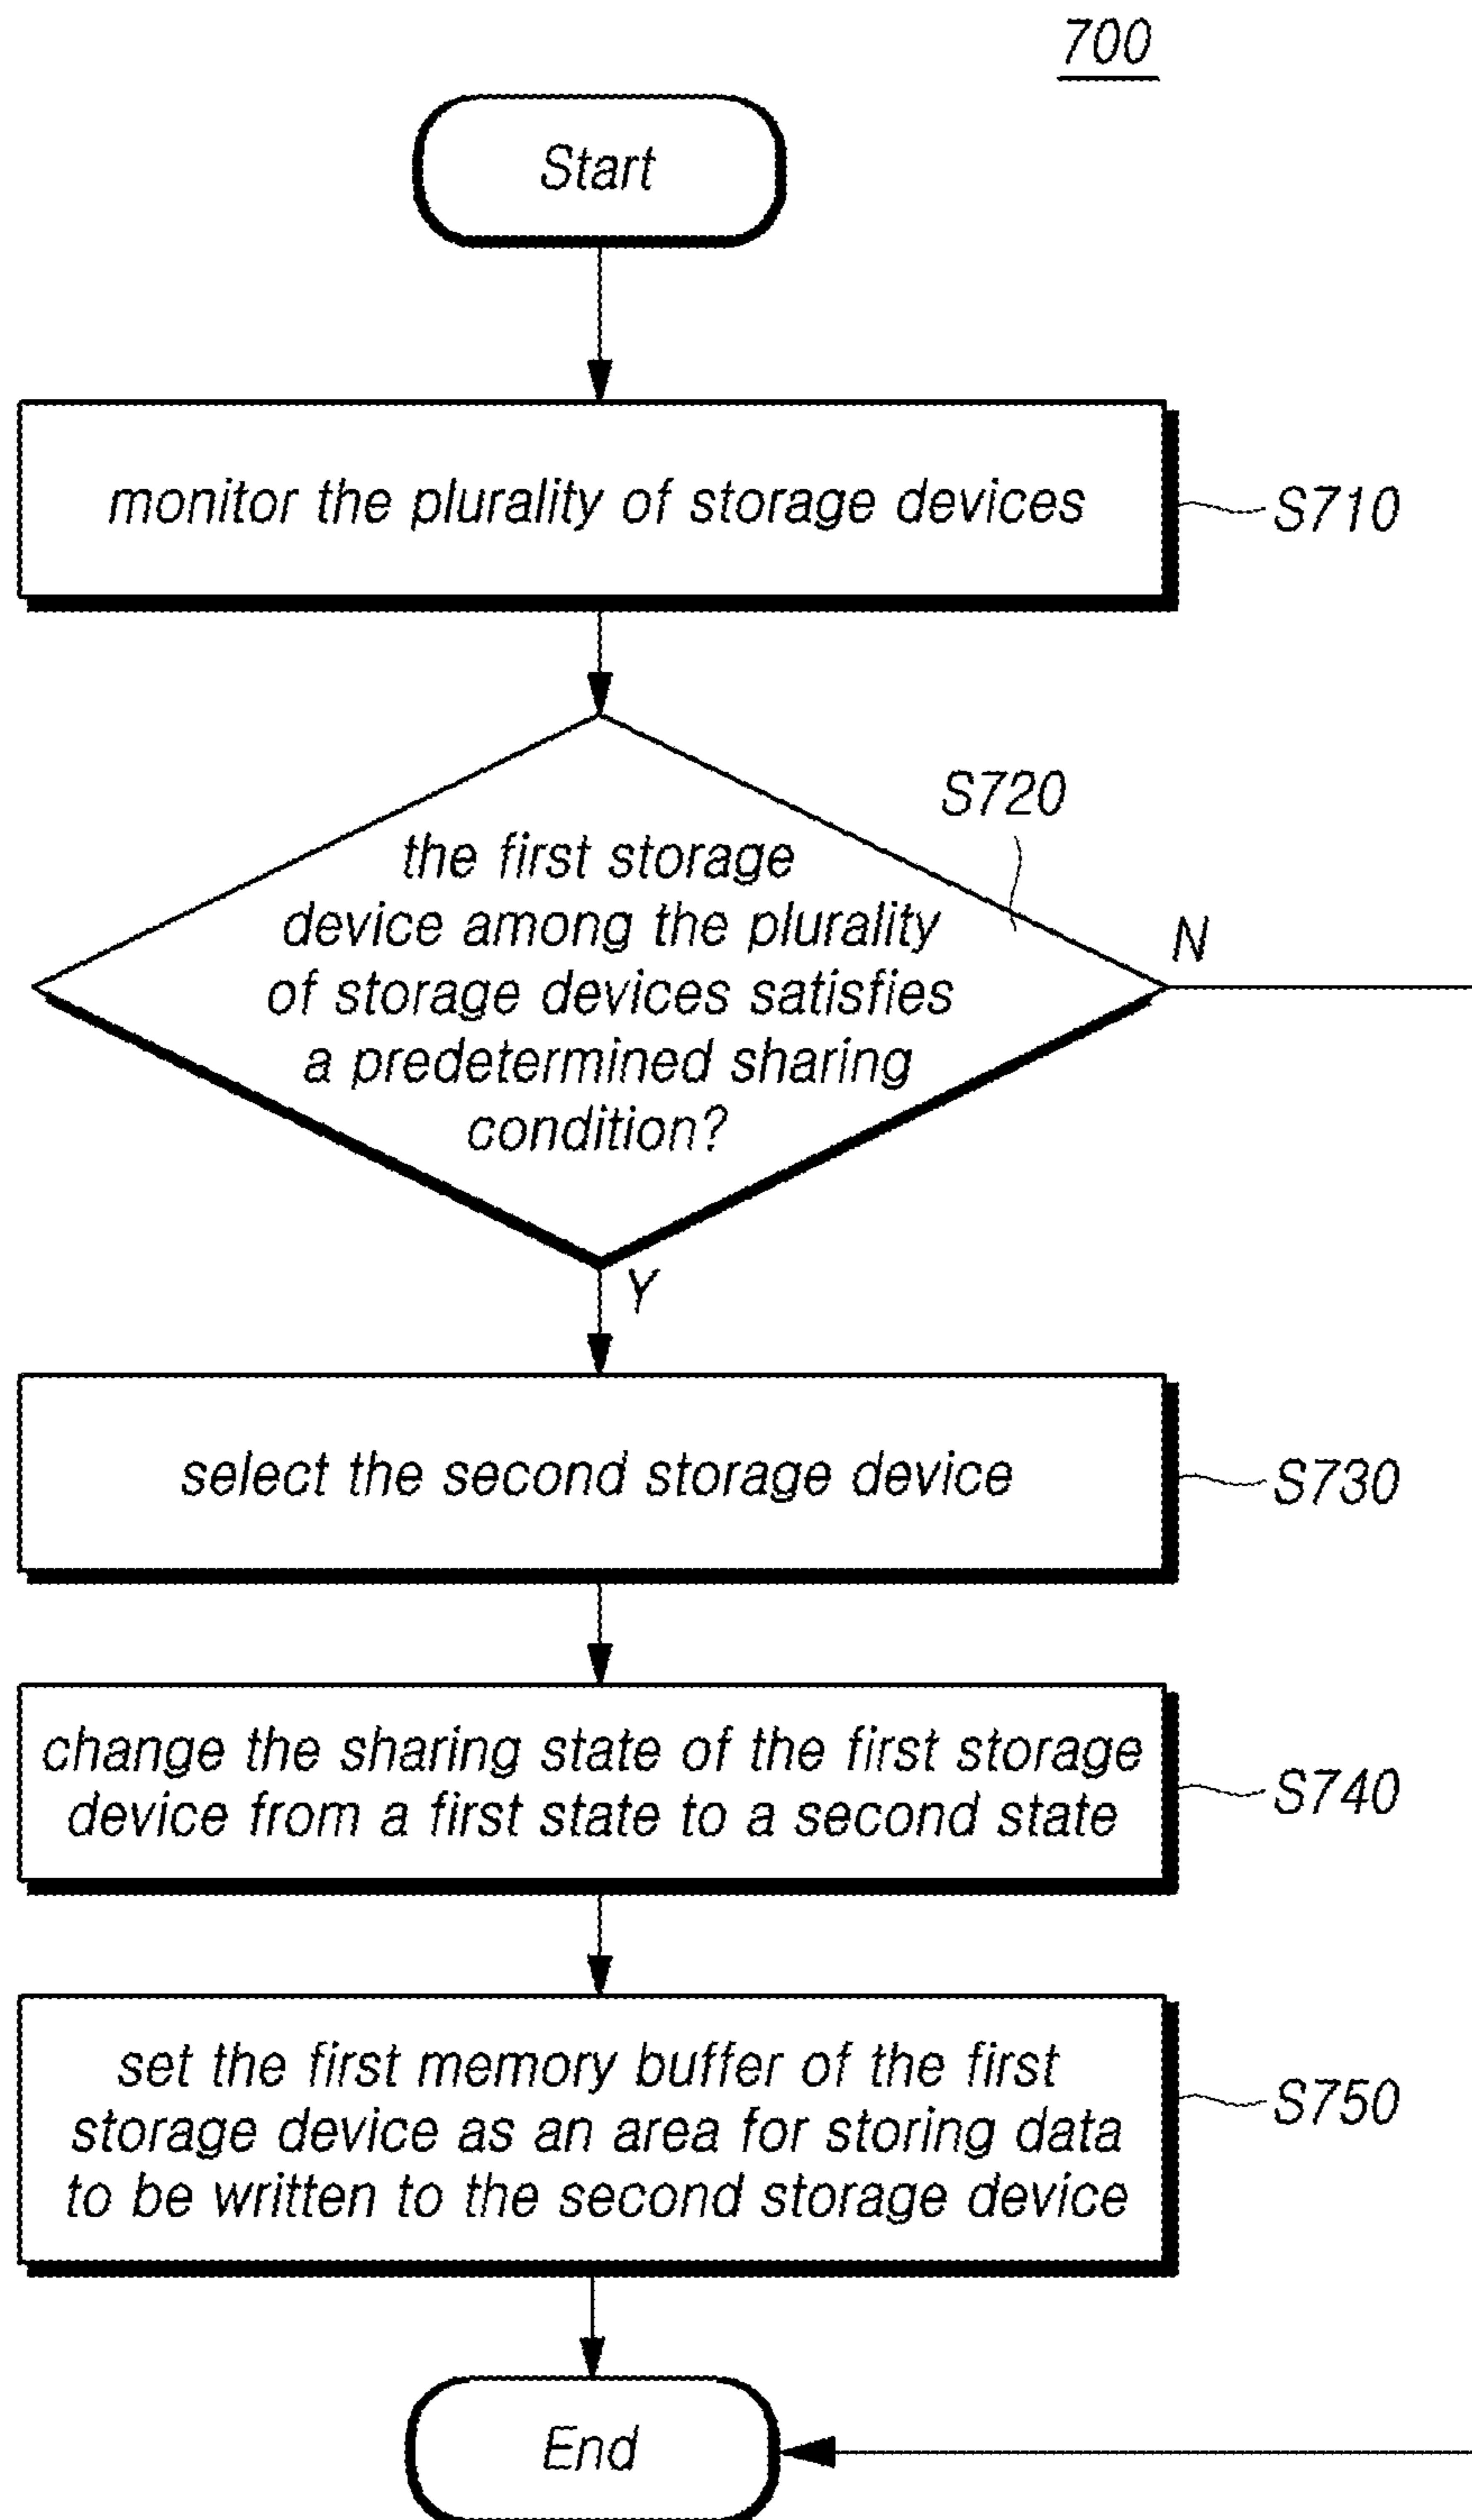 700
Start
monitor the plurality of storage devices
S710
S720
the first storage
device among the plurality
of storage devices satisfies
a predetermined sharing
condition?
N
Y
select the second storage device
S730
change the sharing state of the first storage
device from a first state to a second state
S740
set the first memory buffer of the first
storage device as an area for storing data
to be written to the second storage device
S750
End